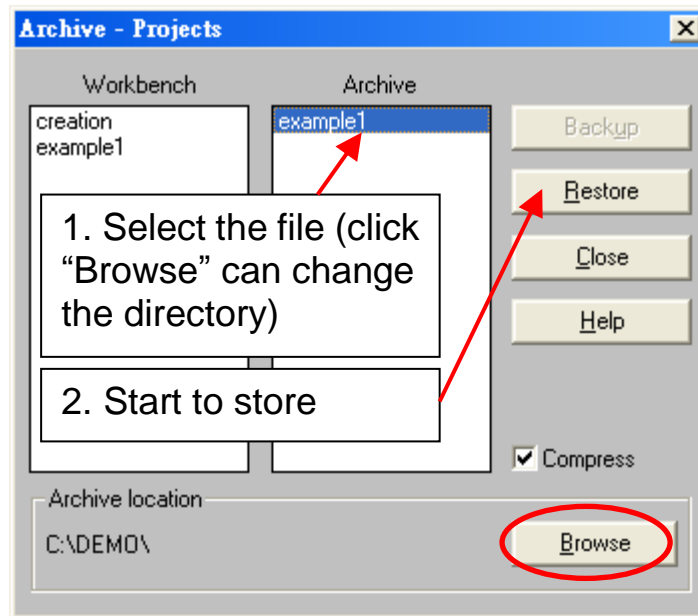 Archive - Projects
Workbench
Archive
creation
example1
example1
Backup
Restore
Close
Help
1. Select the file (click
“Browse” can change
the directory)
2. Start to store
Compress
Archive location
C:\DEMO\
Browse